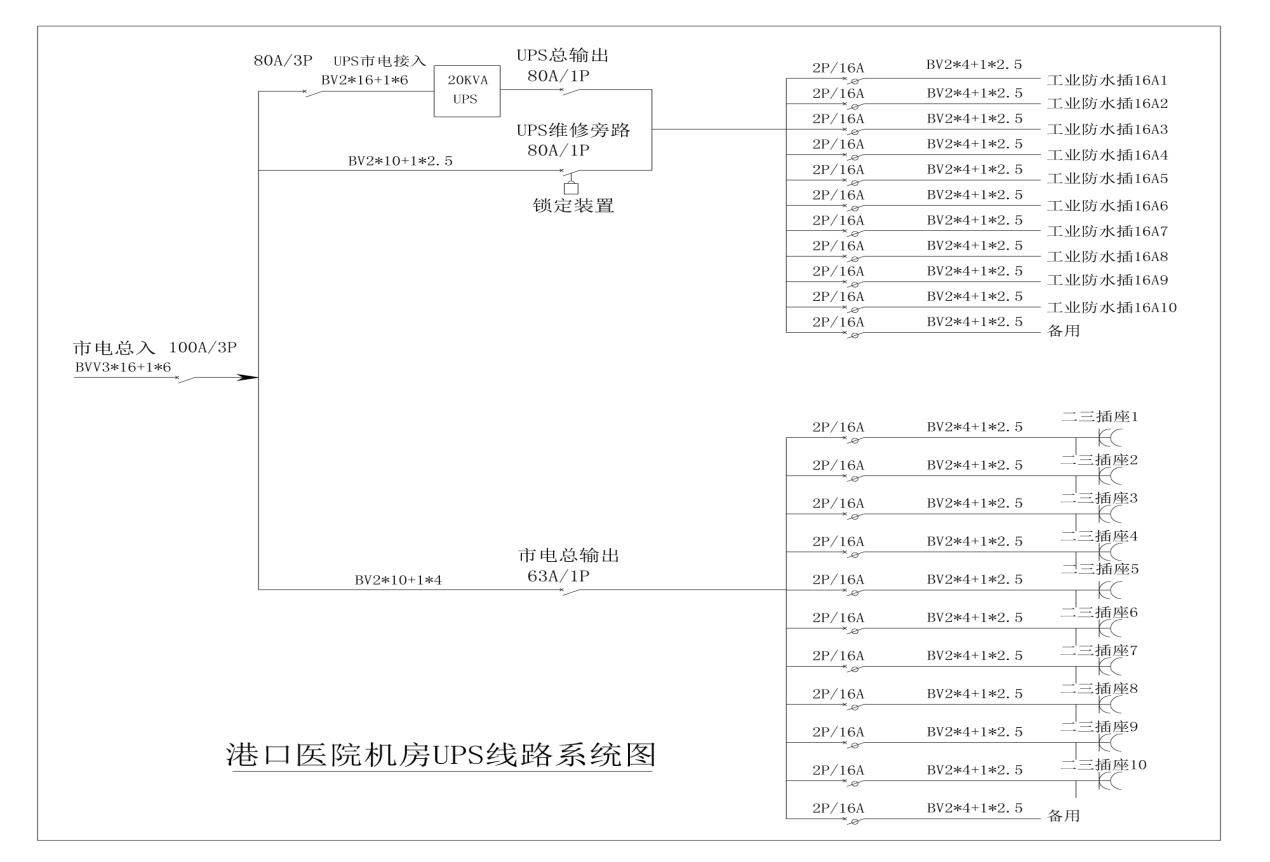 80A/3P UPS市电接入
BV2*16+1*6
20KVA
UPS
UPS总输出
80A/1P
UPS维修旁路
80A/1P
BV2*10+1*2.5
锁定装置
2P/16A BV2*4+1*2.5 工业防水插16A1
2P/16A BV2*4+1*2.5 工业防水插16A2
2P/16A BV2*4+1*2.5 工业防水插16A3
2P/16A BV2*4+1*2.5 工业防水插16A4
2P/16A BV2*4+1*2.5 工业防水插16A5
2P/16A BV2*4+1*2.5 工业防水插16A6
2P/16A BV2*4+1*2.5 工业防水插16A7
2P/16A BV2*4+1*2.5 工业防水插16A8
2P/16A BV2*4+1*2.5 工业防水插16A9
2P/16A BV2*4+1*2.5 工业防水插16A10
2P/16A BV2*4+1*2.5 备用
市电总入 100A/3P
BVV3*16+1*6
市电总输出
63A/1P
BV2*10+1*4
2P/16A BV2*4+1*2.5 二三插座1
2P/16A BV2*4+1*2.5 二三插座2
2P/16A BV2*4+1*2.5 二三插座3
2P/16A BV2*4+1*2.5 二三插座4
2P/16A BV2*4+1*2.5 二三插座5
2P/16A BV2*4+1*2.5 二三插座6
2P/16A BV2*4+1*2.5 二三插座7
2P/16A BV2*4+1*2.5 二三插座8
2P/16A BV2*4+1*2.5 二三插座9
2P/16A BV2*4+1*2.5 二三插座10
2P/16A BV2*4+1*2.5 备用
港口医院机房UPS线路系统图